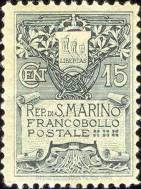 LIBERTAS
CENT 15
REP. DI S. MARINO
FRANCOBOLLO
POSTALE